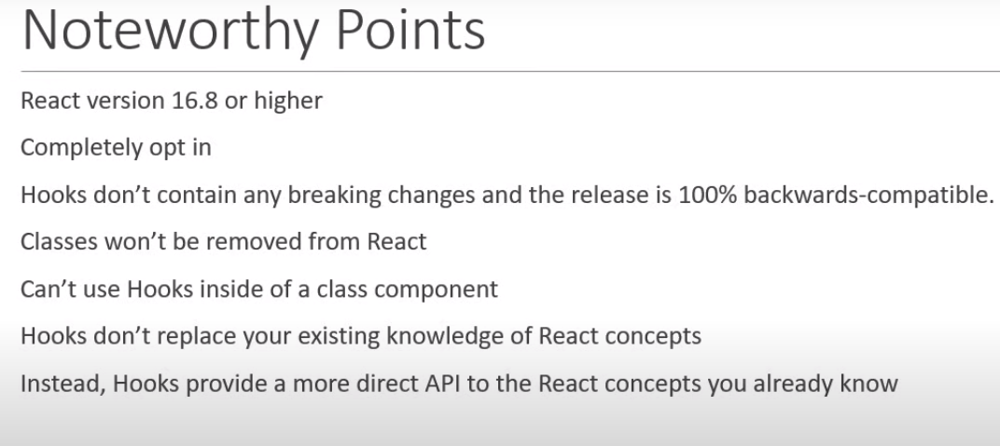 Noteworthy Points
React version 16.8 or higher
Completely opt in
Hooks don’t contain any breaking changes and the release is 100% backwards-compatible.
Classes won’t be removed from React
Can’t use Hooks inside of a class component
Hooks don’t replace your existing knowledge of React concepts
Instead, Hooks provide a more direct API to the React concepts you already know